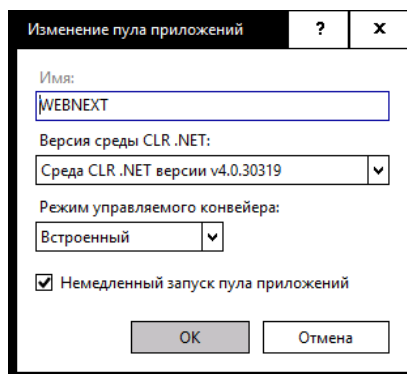 Изменение пула приложений ? x
Имя:
WEBNEXT
Версия среды CLR .NET:
Среда CLR .NET версии v4.0.30319
Режим управляемого конвейера:
Встроенный
Немедленный запуск пула приложений
OK Отмена